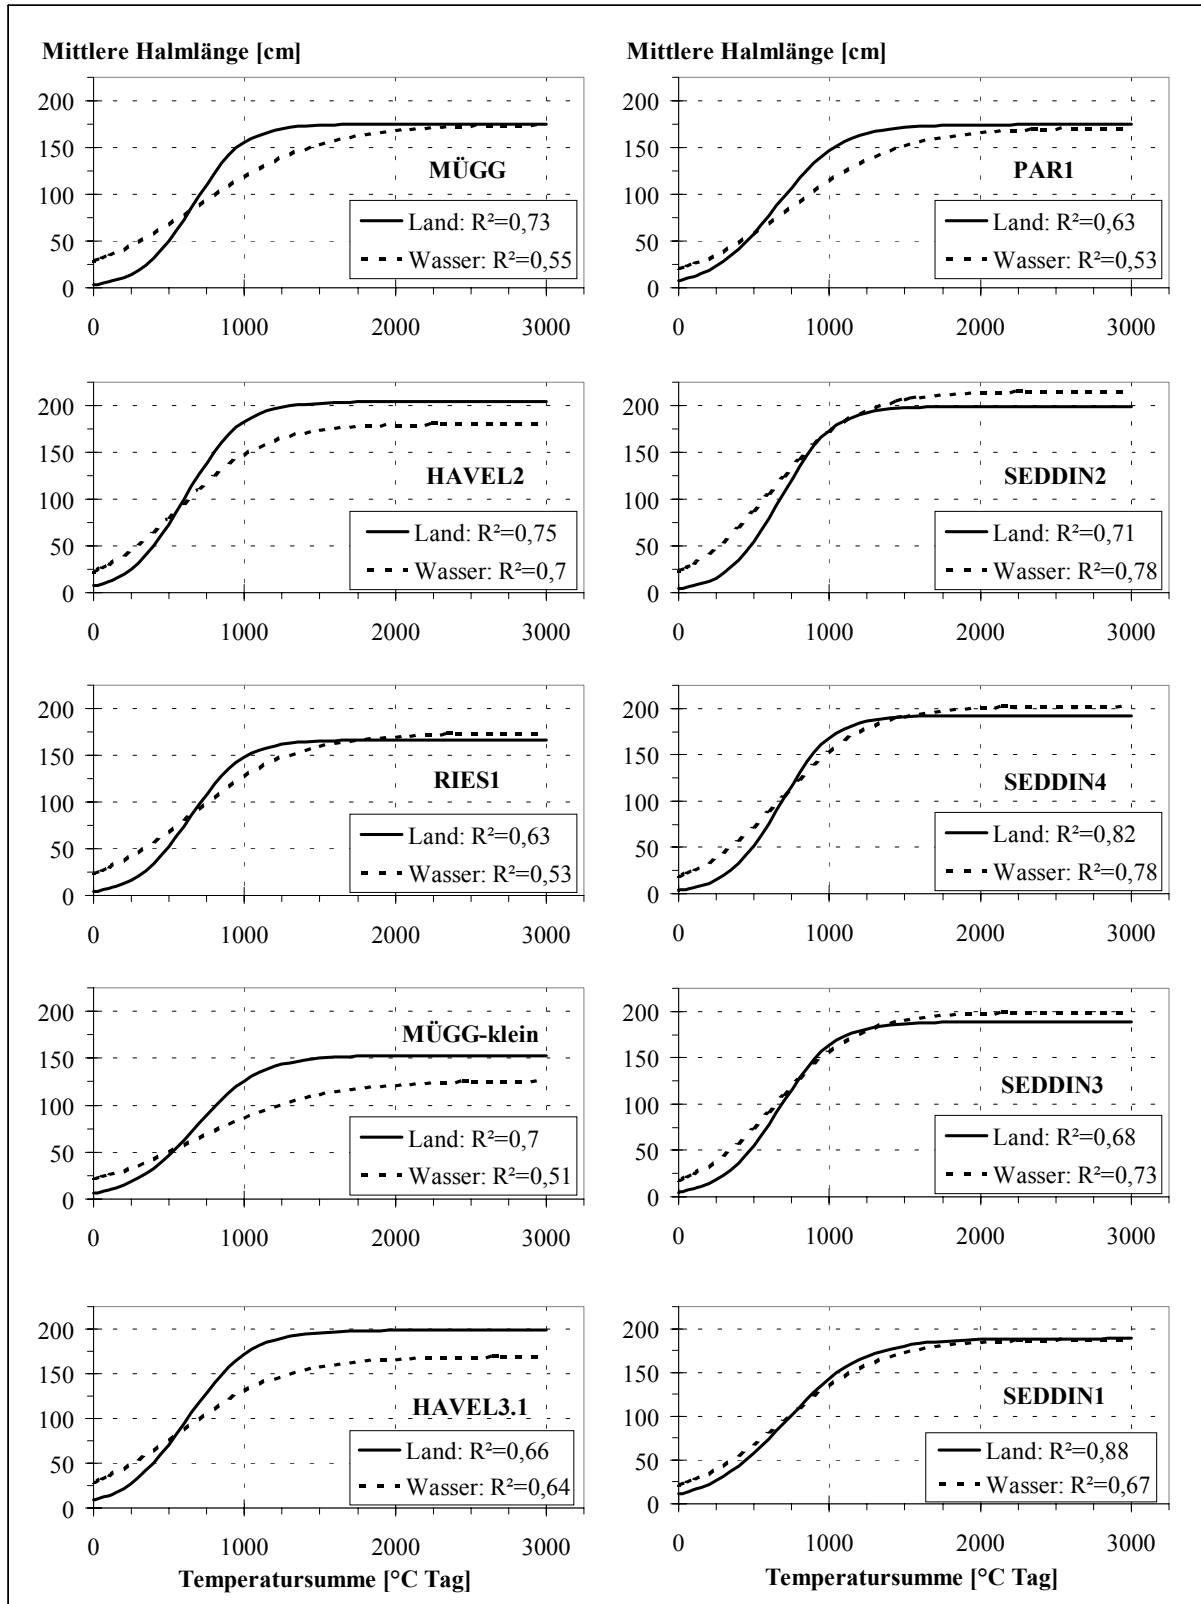 Mittlere Halmlänge [cm]
200
150
100
50
0
MÜGG
Land: R²=0,73
Wasser: R²=0,55
0 1000 2000 3000
Mittlere Halmlänge [cm]
200
150
100
50
0
PAR1
Land: R²=0,63
Wasser: R²=0,53
0 1000 2000 3000
200
150
100
50
0
HAVEL2
Land: R²=0,75
Wasser: R²=0,7
0 1000 2000 3000
200
150
100
50
0
SEDDIN2
Land: R²=0,71
Wasser: R²=0,78
0 1000 2000 3000
200
150
100
50
0
RIES1
Land: R²=0,63
Wasser: R²=0,53
0 1000 2000 3000
200
150
100
50
0
SEDDIN4
Land: R²=0,82
Wasser: R²=0,78
0 1000 2000 3000
200
150
100
50
0
MÜGG-klein
Land: R²=0,7
Wasser: R²=0,51
0 1000 2000 3000
200
150
100
50
0
SEDDIN3
Land: R²=0,68
Wasser: R²=0,73
0 1000 2000 3000
200
150
100
50
0
HAVEL3.1
Land: R²=0,66
Wasser: R²=0,64
0 1000 2000 3000
Temperatursumme [°C Tag]
200
150
100
50
0
SEDDIN1
Land: R²=0,88
Wasser: R²=0,67
0 1000 2000 3000
Temperatursumme [°C Tag]